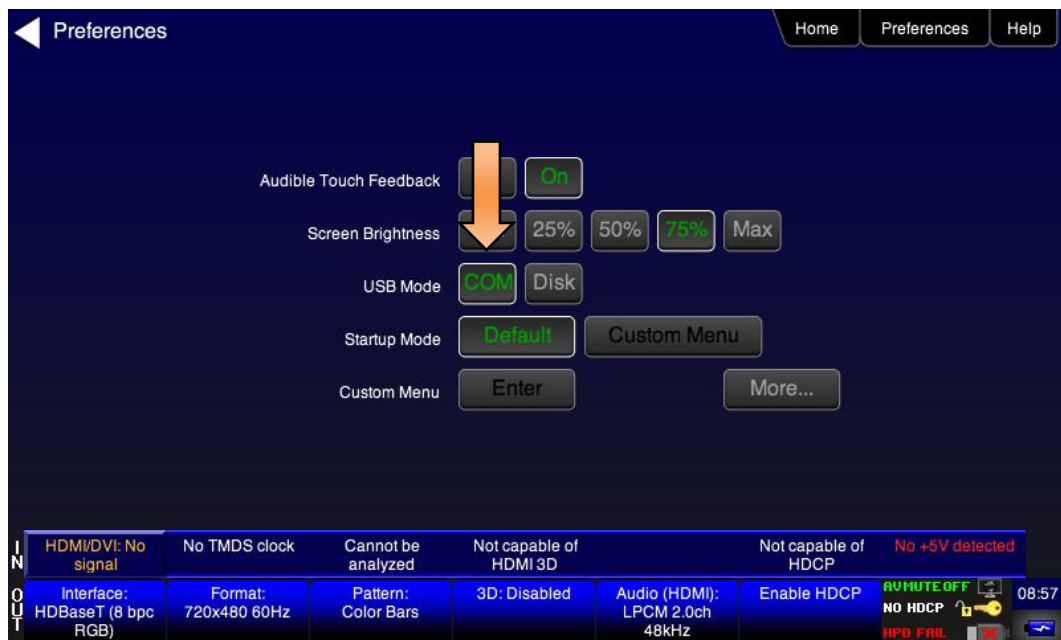 Preferences
Home Preferences Help
Audible Touch Feedback On
Screen Brightness 25% 50% 75% Max
USB Mode COM Disk
Startup Mode Default Custom Menu
Custom Menu Enter More...
IN
HDMI/DVI: No
signal
No TMDS clock
Cannot be
analyzed
Not capable of
HDMI 3D
Not capable of
HDCP
No +5V detected
OUT
Interface:
HDBaseT (8 bpc
RGB)
Format:
720x480 60Hz
Pattern:
Color Bars
3D: Disabled
Audio (HDMI):
LPCM 2.0ch
48kHz
Enable HDCP
AVMUTEOFF
NO HDCP
HPD FAIL
08:57